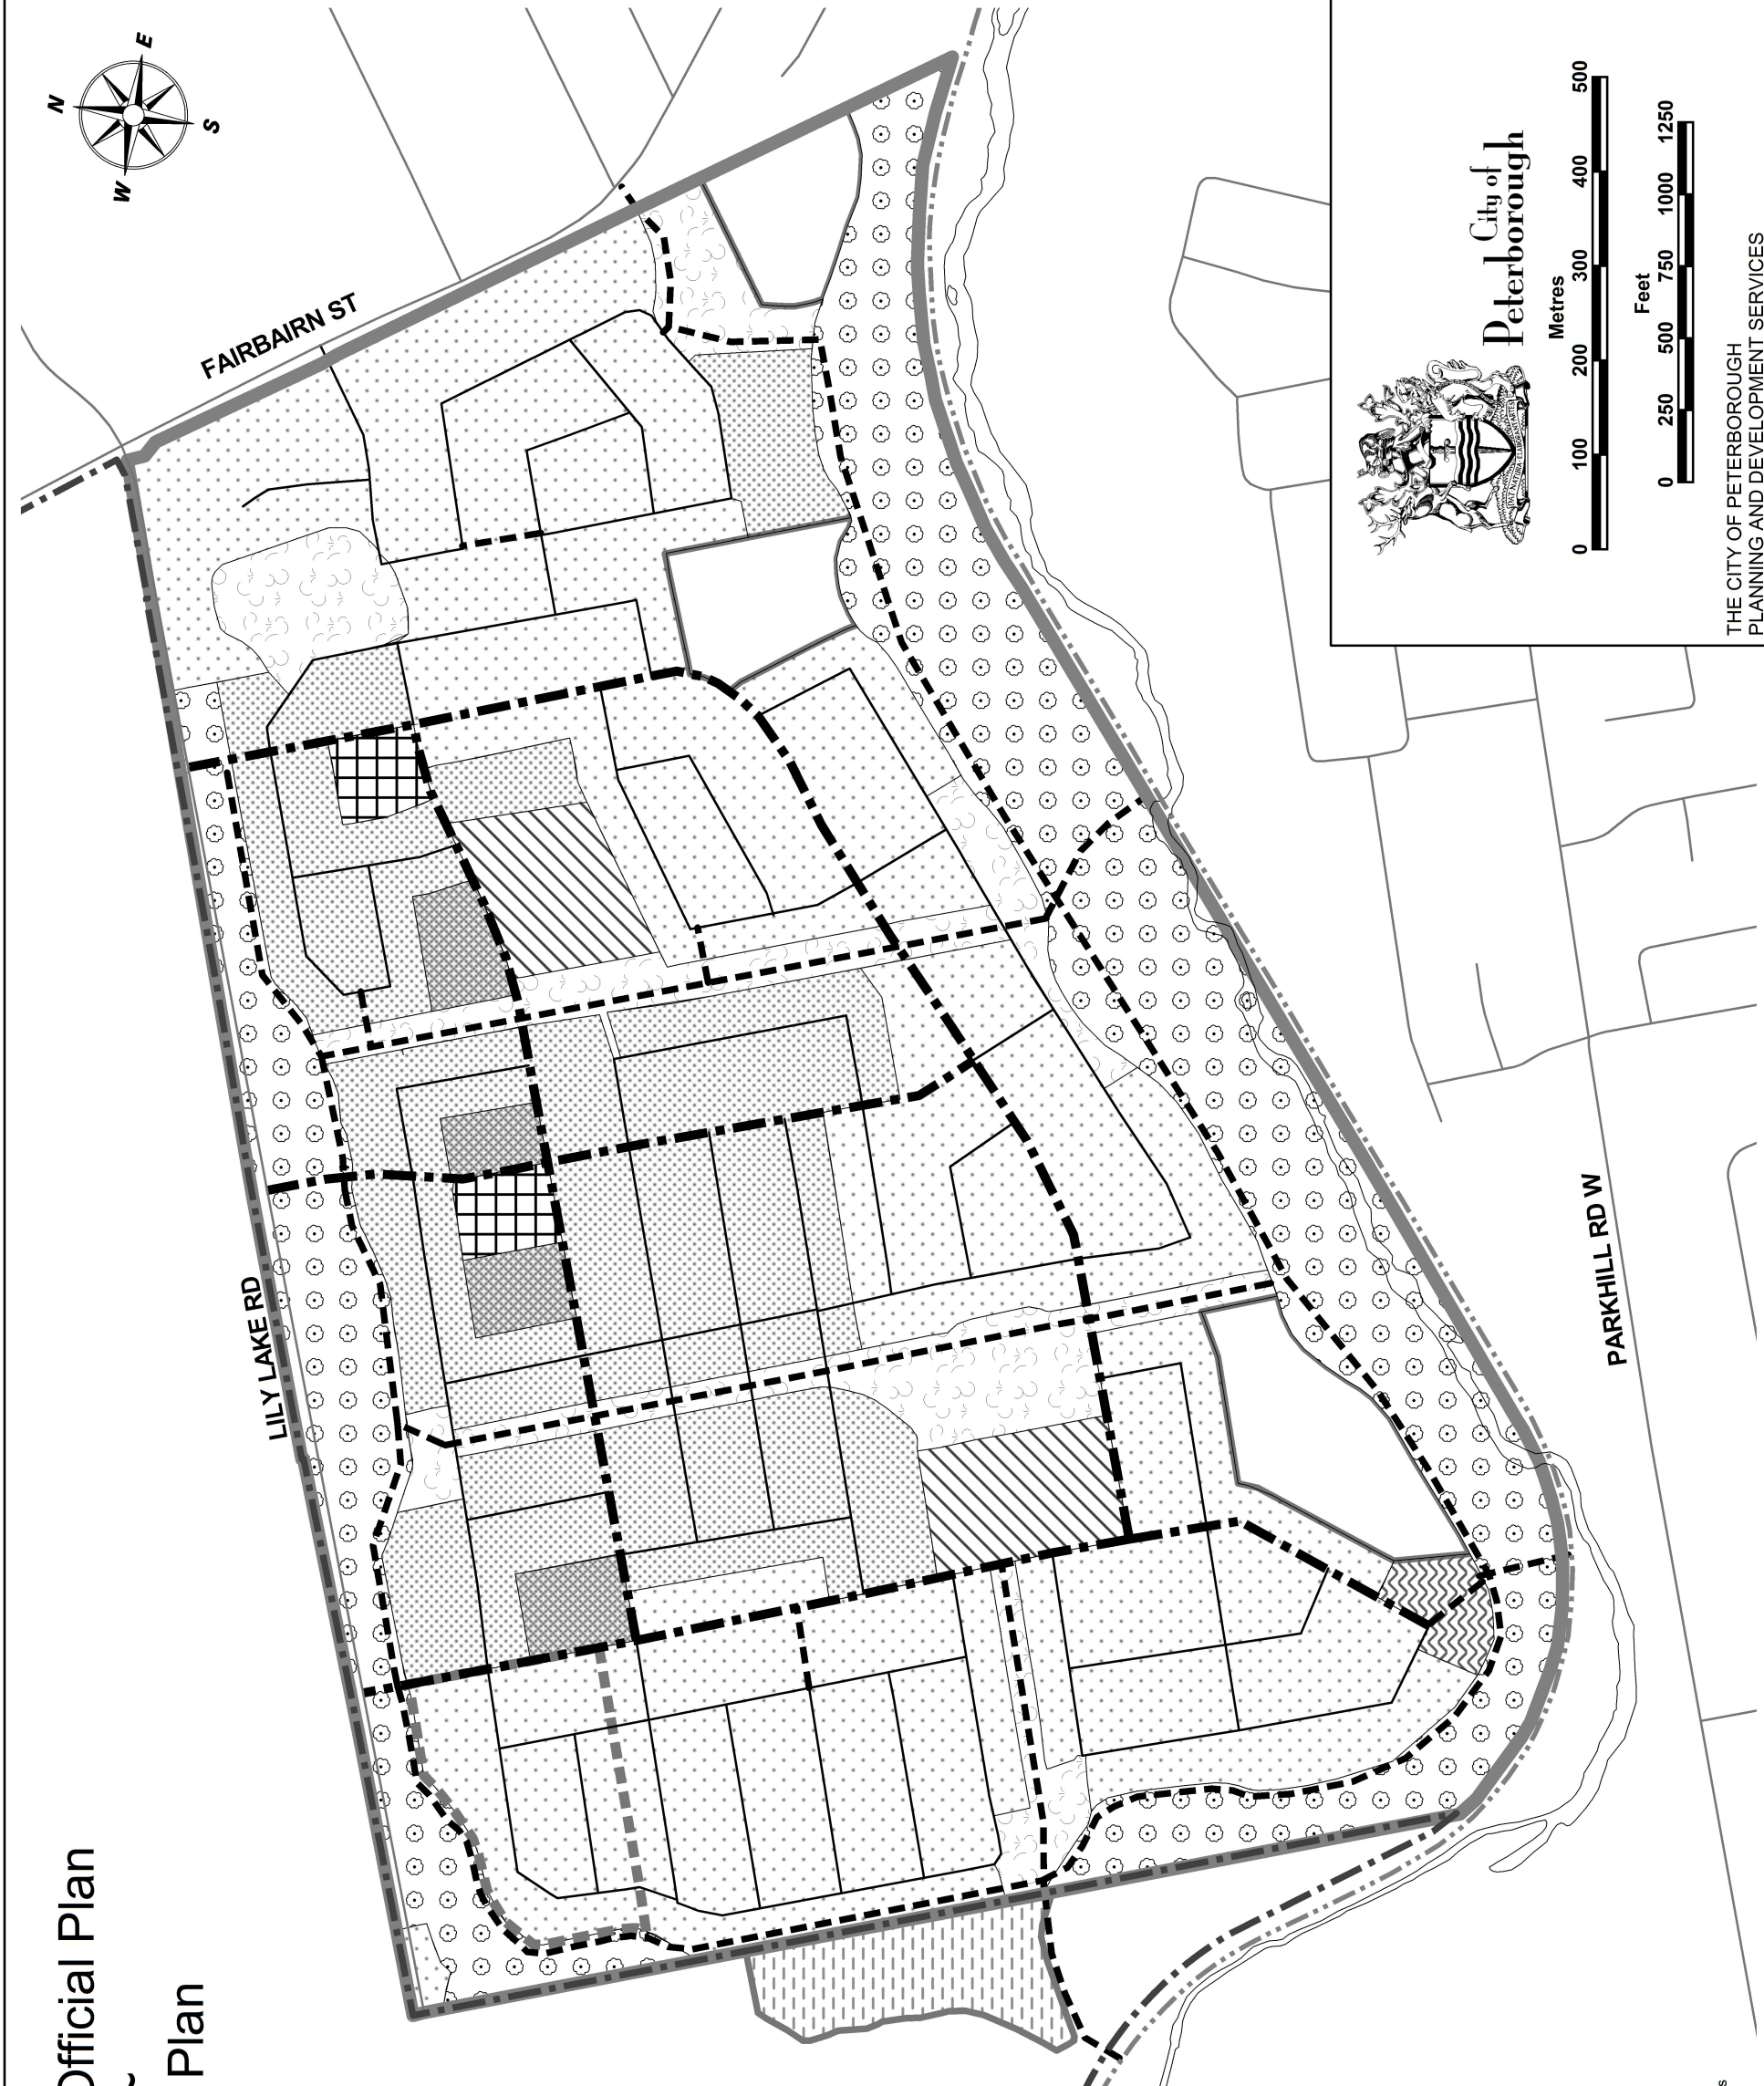 Official Plan
Plan
N
E
S
W
FAIRBAIRN ST
LILY LAKE RD
PARKHILL RD W
City of
Peterborough
Metres
0 100 200 300 400 500
Feet
0 250 500 750 1000 1250
THE CITY OF PETERBOROUGH
PLANNING AND DEVELOPMENT SERVICES